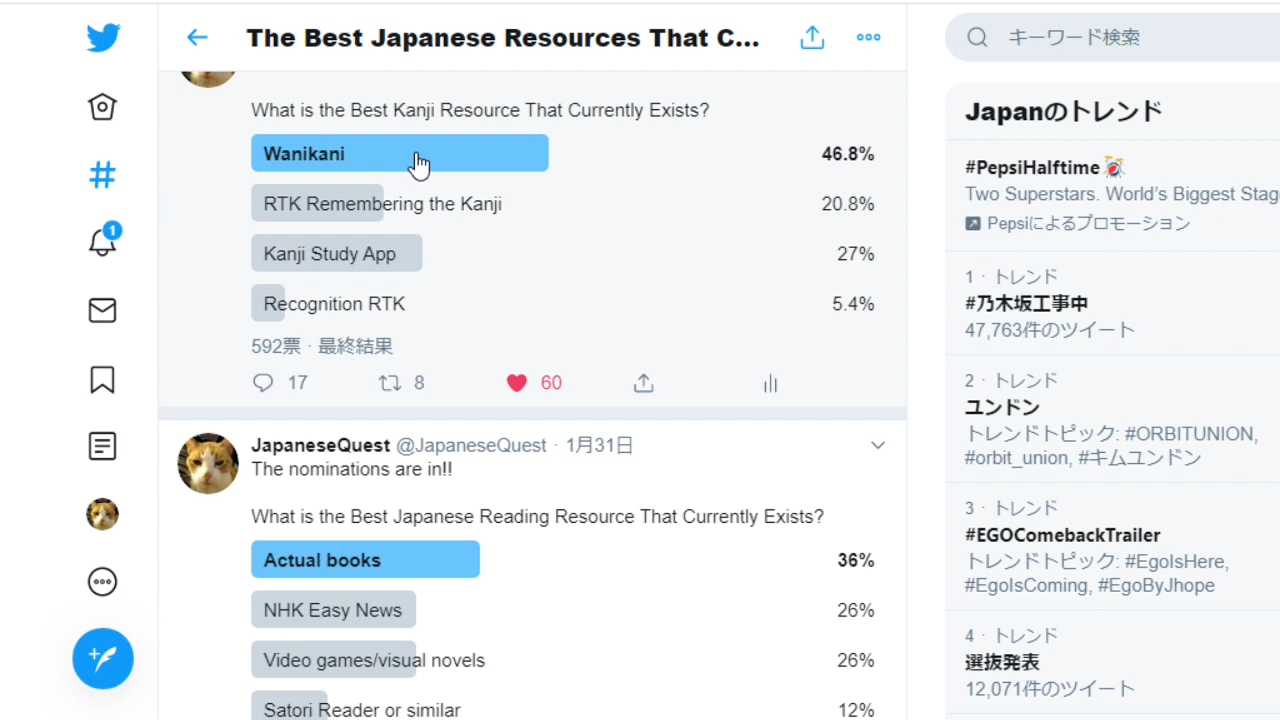 The Best Japanese Resources That C...
What is the Best Kanji Resource That Currently Exists?
Wanikani 46.8%
RTK Remembering the Kanji 20.8%
Kanji Study App 27%
Recognition RTK 5.4%
592票 · 最終結果
17 8 60
JapaneseQuest @JapaneseQuest · 1月31日
The nominations are in!!
What is the Best Japanese Reading Resource That Currently Exists?
Actual books 36%
NHK Easy News 26%
Video games/visual novels 26%
Satori Reader or similar 12%
1
キーワード検索
Japanのトレンド
#PepsiHalftime
Two Superstars. World's Biggest Stag
Pepsiによるプロモーション
1 · トレンド
#乃木坂工事中
47,763件のツイート
2 · トレンド
ユンドン
トレンドトピック: #ORBITUNION,
#orbit_union, #キムユンドン
3 · トレンド
#EGOComebackTrailer
トレンドトピック: #EgoIsHere,
#EgoIsComing, #EgoByJhope
4 · トレンド
選抜発表
12,071件のツイート